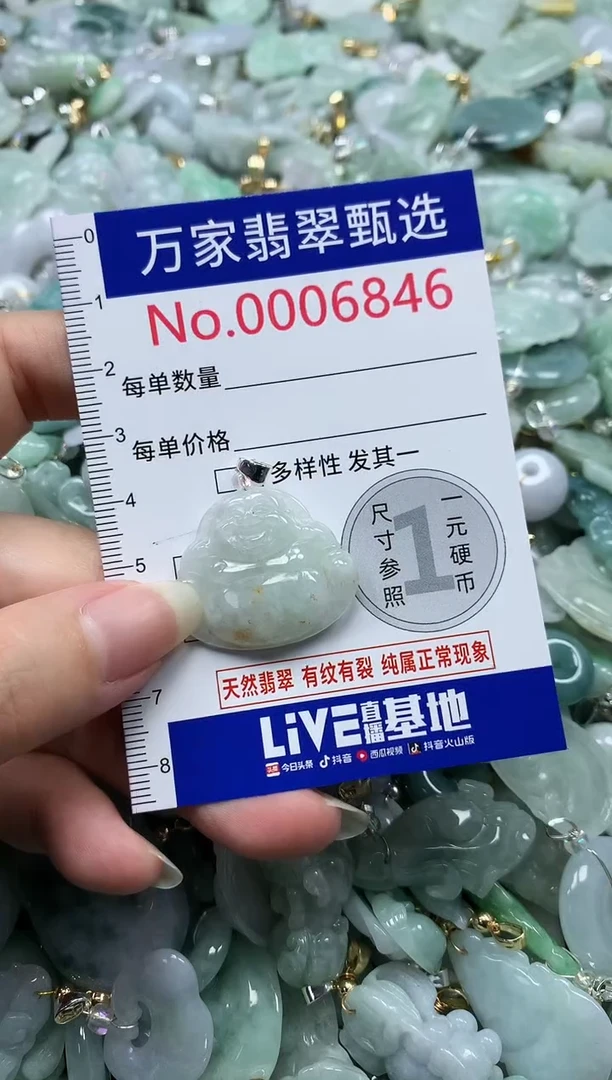 万家翡翠甄选
No.0006846
每单数量
每单价格
多样性 发其一
尺寸参照 1 一元硬币
天然翡翠 有纹有裂 纯属正常现象
LiVE直播基地
头条 今日头条 抖音 西瓜视频 抖音火山版
0
1
2
3
4
5
7
8